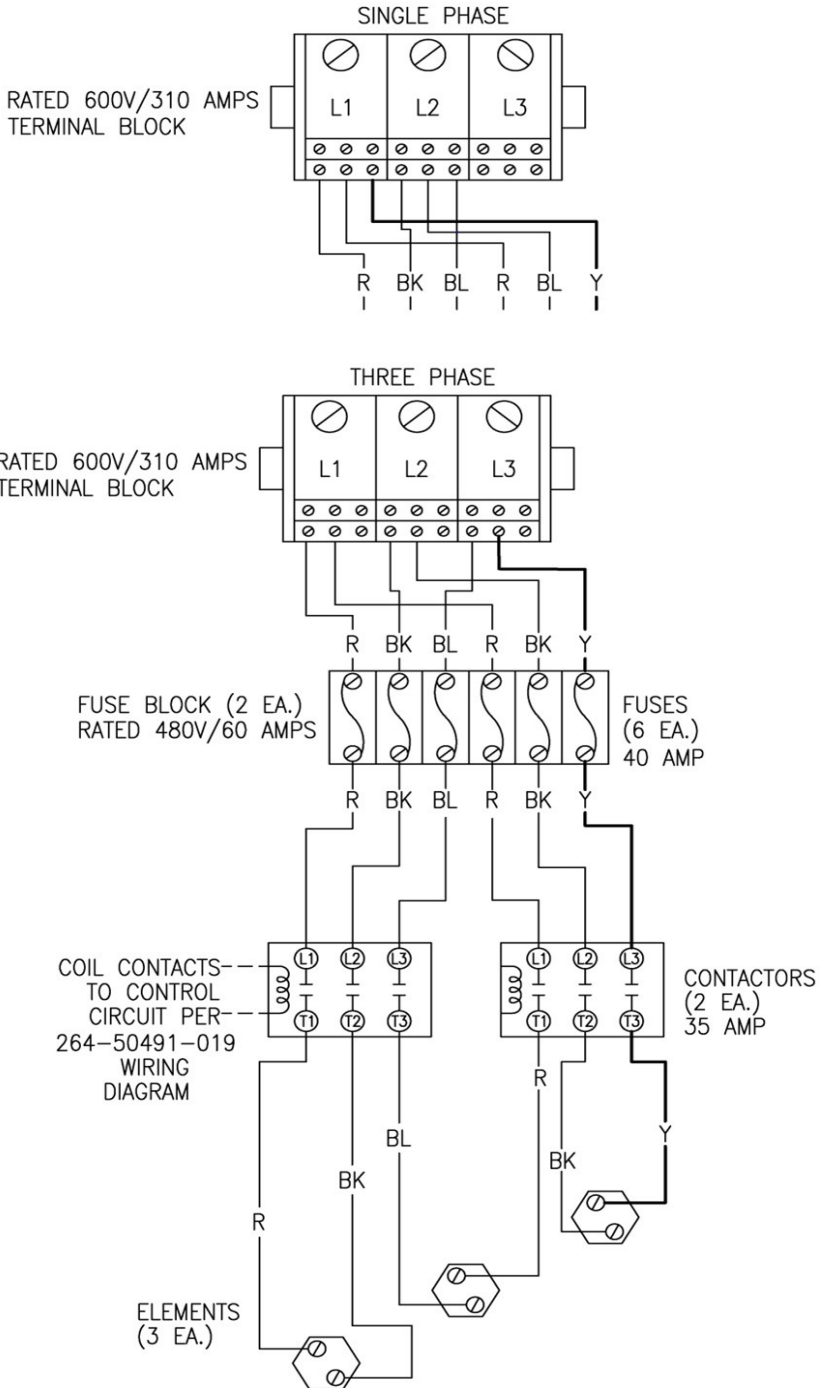 SINGLE PHASE
RATED 600V/310 AMPS
TERMINAL BLOCK
L1 L2 L3
R BK BL R BL Y
THREE PHASE
RATED 600V/310 AMPS
TERMINAL BLOCK
L1 L2 L3
R BK BL R BK Y
FUSE BLOCK (2 EA.)
RATED 480V/60 AMPS
FUSES
(6 EA.)
40 AMP
R BK BL R BK Y
L1 L2 L3 L1 L2 L3
COIL CONTACTS
TO CONTROL
CIRCUIT PER
264-50491-019
WIRING
DIAGRAM
T1 T2 T3 T1 T2 T3
CONTACTORS
(2 EA.)
35 AMP
R
Y
BL
BK
BK
R
ELEMENTS
(3 EA.)